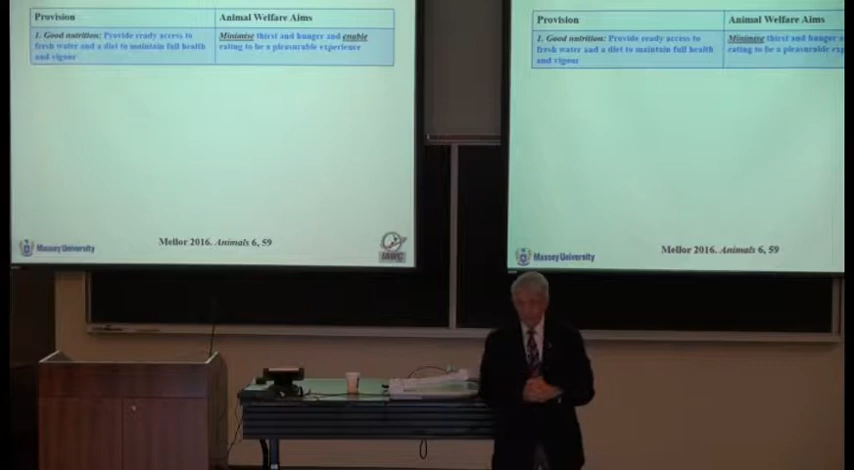 Provision
Animal Welfare Aims
1. Good nutrition: Provide ready access to
fresh water and a diet to maintain full health
and vigour
Minimise thirst and hunger and enable
eating to be a pleasurable experience
Massey University
Mellor 2016. Animals 6, 59
Provision
Animal Welfare Aims
1. Good nutrition: Provide ready access to
fresh water and a diet to maintain full health
and vigour
Minimise thirst and hunger
eating to be a pleasurable
Massey University
Mellor 2016. Animals 6, 59